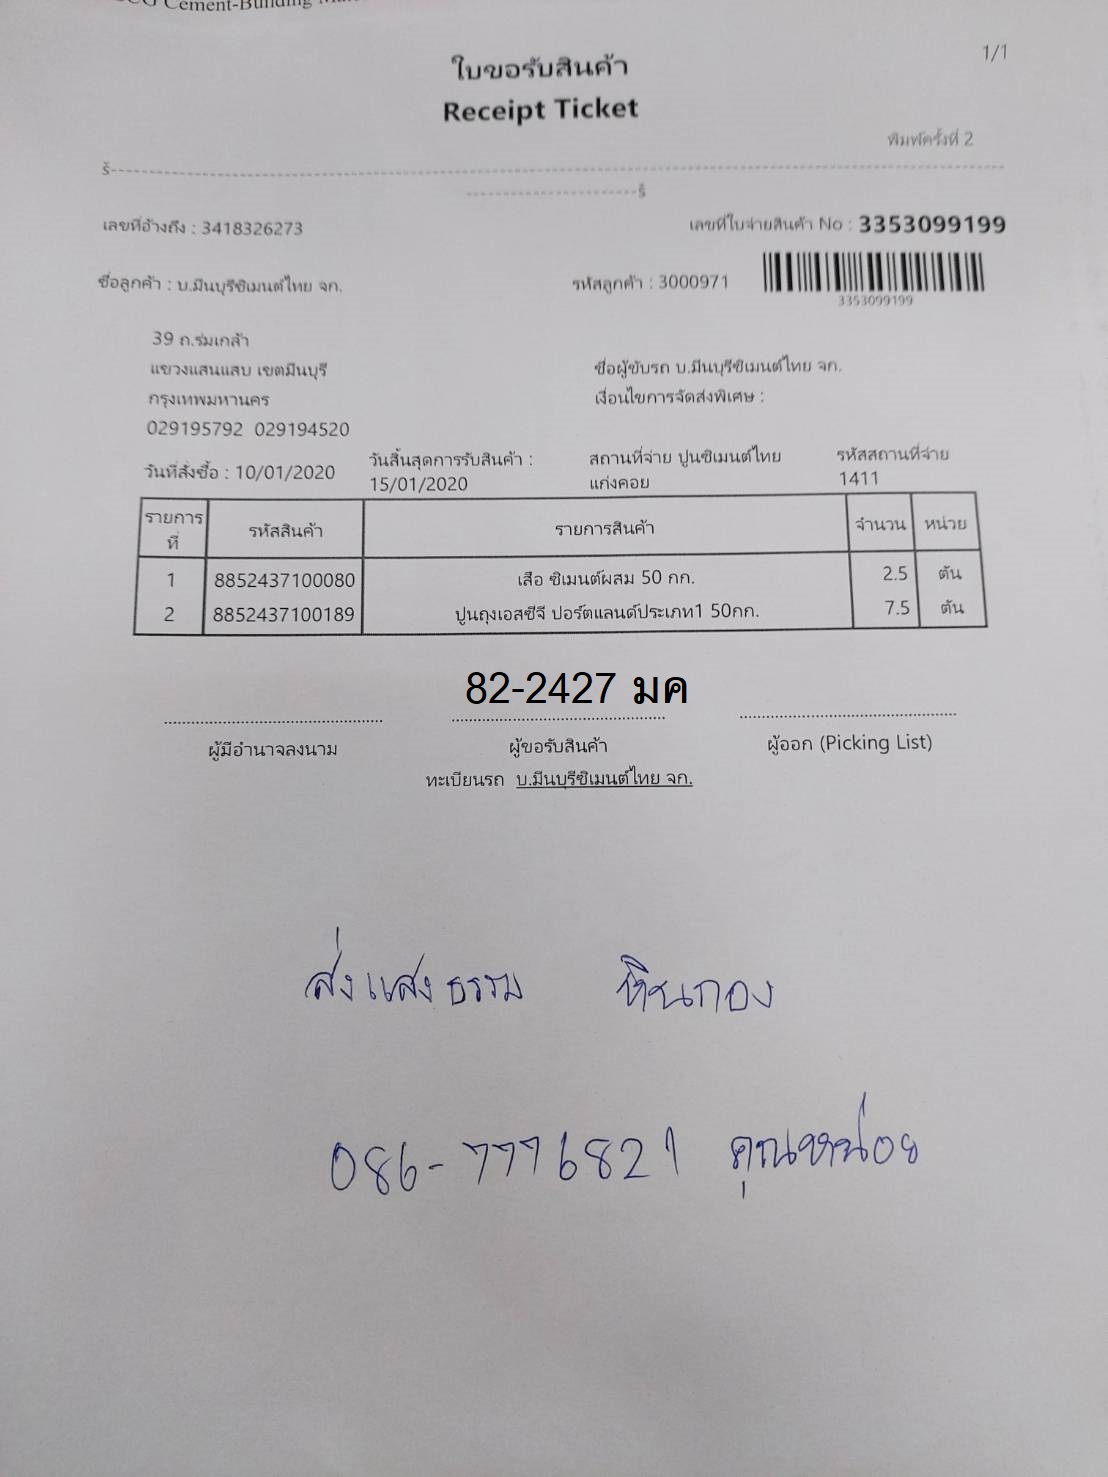 Cement-Building
1/1
ใบขอรับสินค้า
Receipt Ticket
พิมพ์ครั้งที่ 2
ร้--------------------------------------------------------------------------------
------------------------ร้
เลขที่อ้างถึง : 3418326273 เลขที่ใบจ่ายสินค้า No : 3353099199
3353099199
ชื่อลูกค้า : บ.มีนบุรีซิเมนต์ไทย จก. รหัสลูกค้า : 3000971
39 ถ.ร่มเกล้า
แขวงแสนแสบ เขตมีนบุรี ชื่อผู้ขับรถ บ.มีนบุรีซิเมนต์ไทย จก.
กรุงเทพมหานคร เงื่อนไขการจัดส่งพิเศษ :
029195792 029194520
วันที่สั่งซื้อ : 10/01/2020 วันสิ้นสุดการรับสินค้า : 15/01/2020 สถานที่จ่าย ปูนซิเมนต์ไทย แก่งคอย รหัสสถานที่จ่าย 1411
รายการที่ รหัสสินค้า รายการสินค้า จำนวน หน่วย
1 8852437100080 เสือ ซิเมนต์ผสม 50 กก. 2.5 ตัน
2 8852437100189 ปูนถุงเอสซีจี ปอร์ตแลนด์ประเภท1 50กก. 7.5 ตัน
82-2427 มค
ผู้มีอำนาจลงนาม ผู้ขอรับสินค้า ผู้ออก (Picking List)
ทะเบียนรถ บ.มีนบุรีซิเมนต์ไทย จก.
ส่งแสงธรรม หินกอง
086-7776821 คุณหน่อย